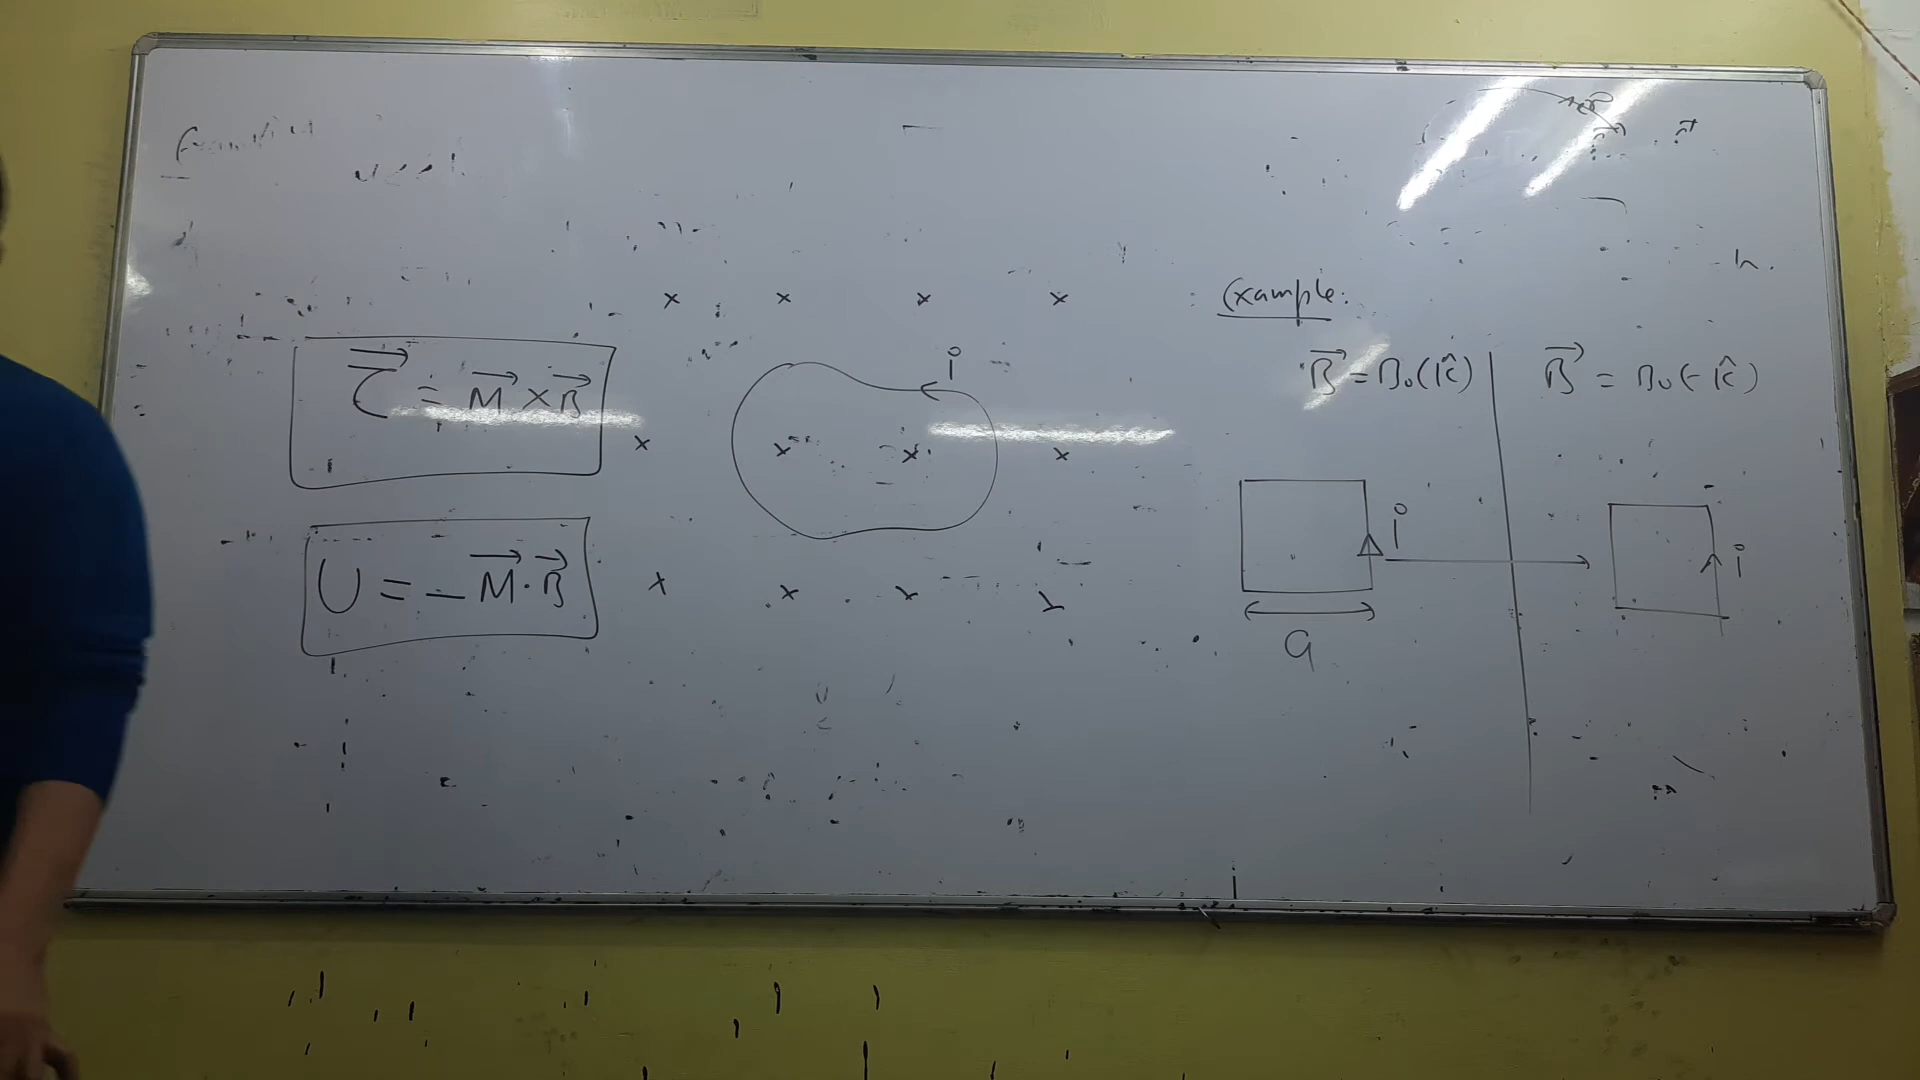 τ⃗ = M⃗ × B⃗
U = − M⃗ · B⃗
× × × ×
i
× × × ×
× × × ×
Example:
B⃗ = B₀(k̂)
B⃗ = B₀(−k̂)
i
i
a